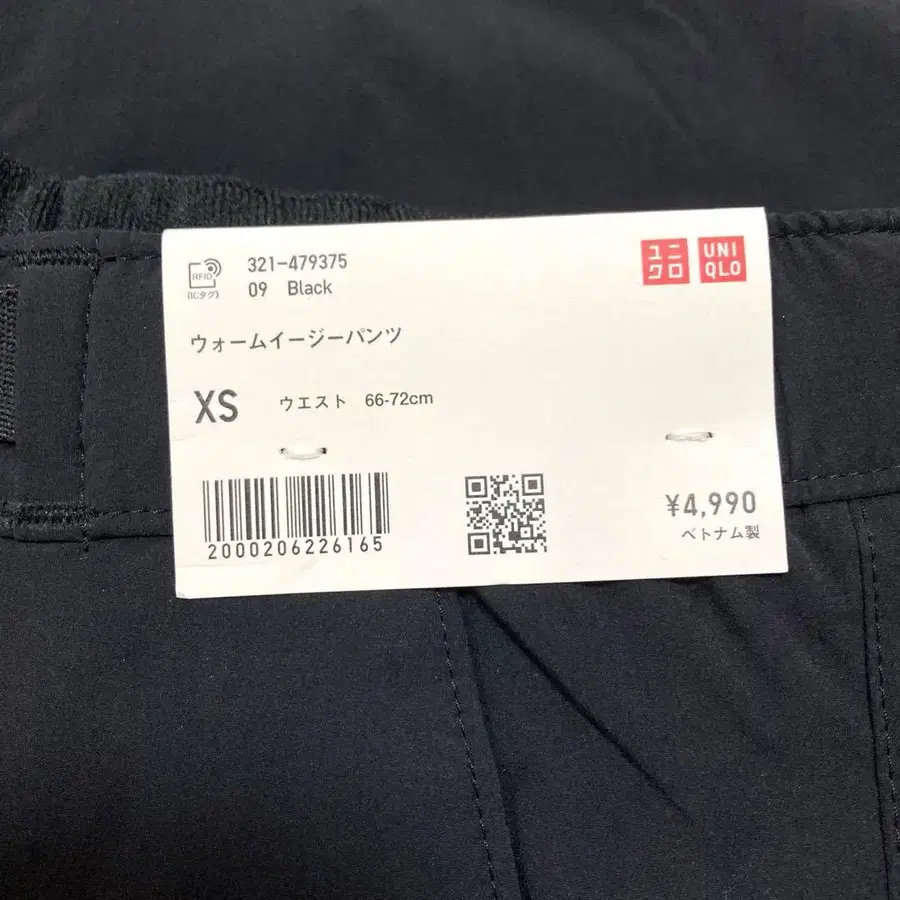 RFID
(ICタグ)
321-479375
09 Black
ユニクロ
UNIQLO
ウォームイージーパンツ
XS ウエスト 66-72cm
2000206226165
¥4,990
ベトナム製